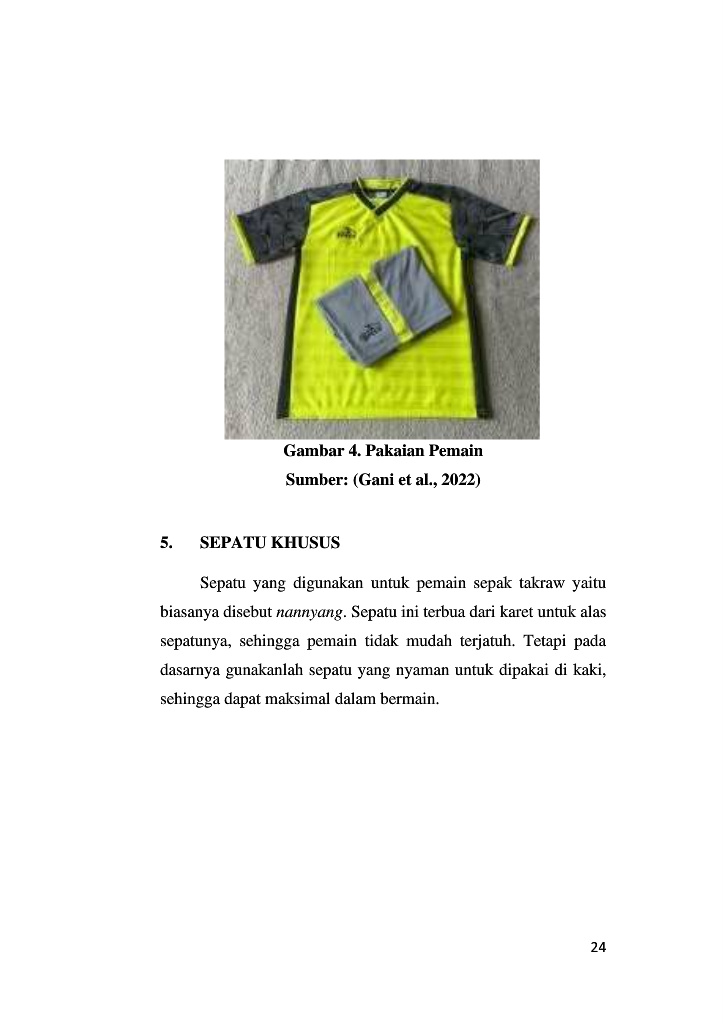 Gambar 4. Pakaian Pemain
Sumber: (Gani et al., 2022)
5. SEPATU KHUSUS
Sepatu yang digunakan untuk pemain sepak takraw yaitu
biasanya disebut nannyang. Sepatu ini terbua dari karet untuk alas
sepatunya, sehingga pemain tidak mudah terjatuh. Tetapi pada
dasarnya gunakanlah sepatu yang nyaman untuk dipakai di kaki,
sehingga dapat maksimal dalam bermain.
24